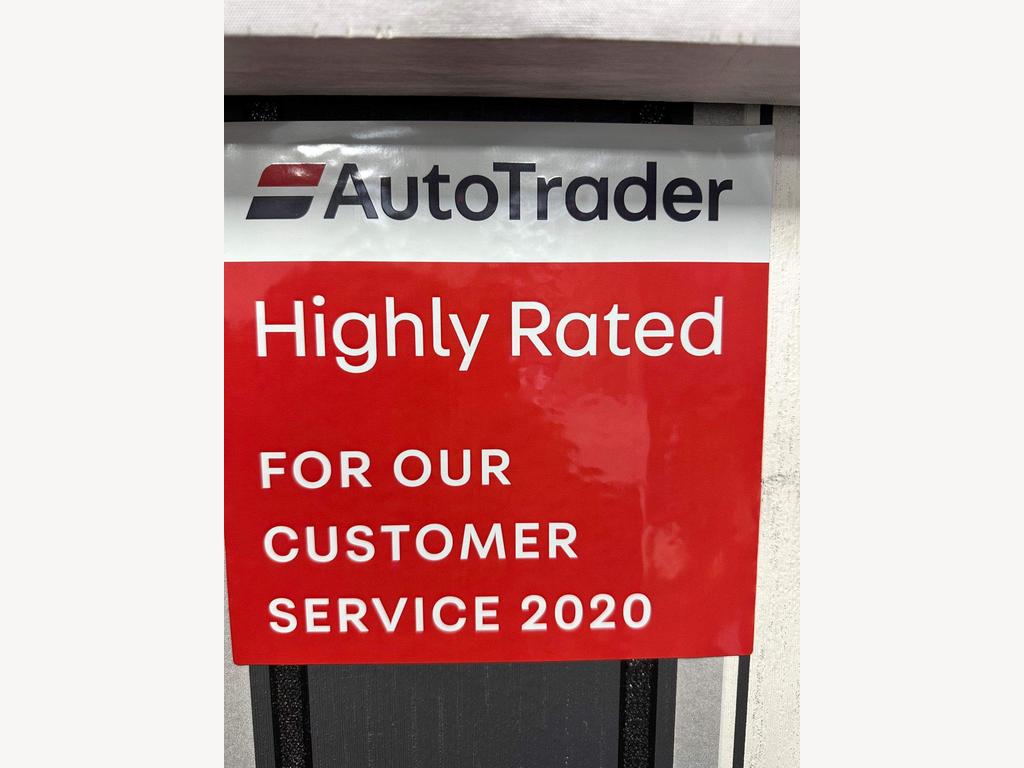 AutoTrader
Highly Rated
FOR OUR
CUSTOMER
SERVICE 2020